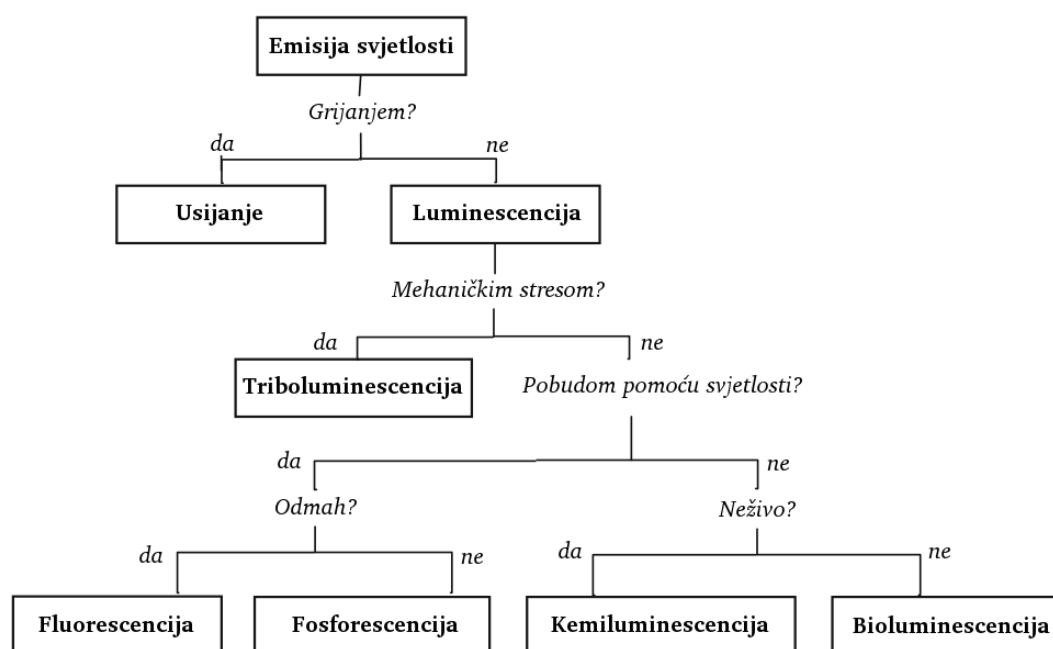 Emisija svjetlosti
Grijanjem?
da
ne
Usijanje
Luminescencija
Mehaničkim stresom?
da
ne
Triboluminescencija
Pobudom pomoću svjetlosti?
da
ne
Odmah?
Neživo?
da
ne
da
ne
Fluorescencija
Fosforescencija
Kemiluminescencija
Bioluminescencija